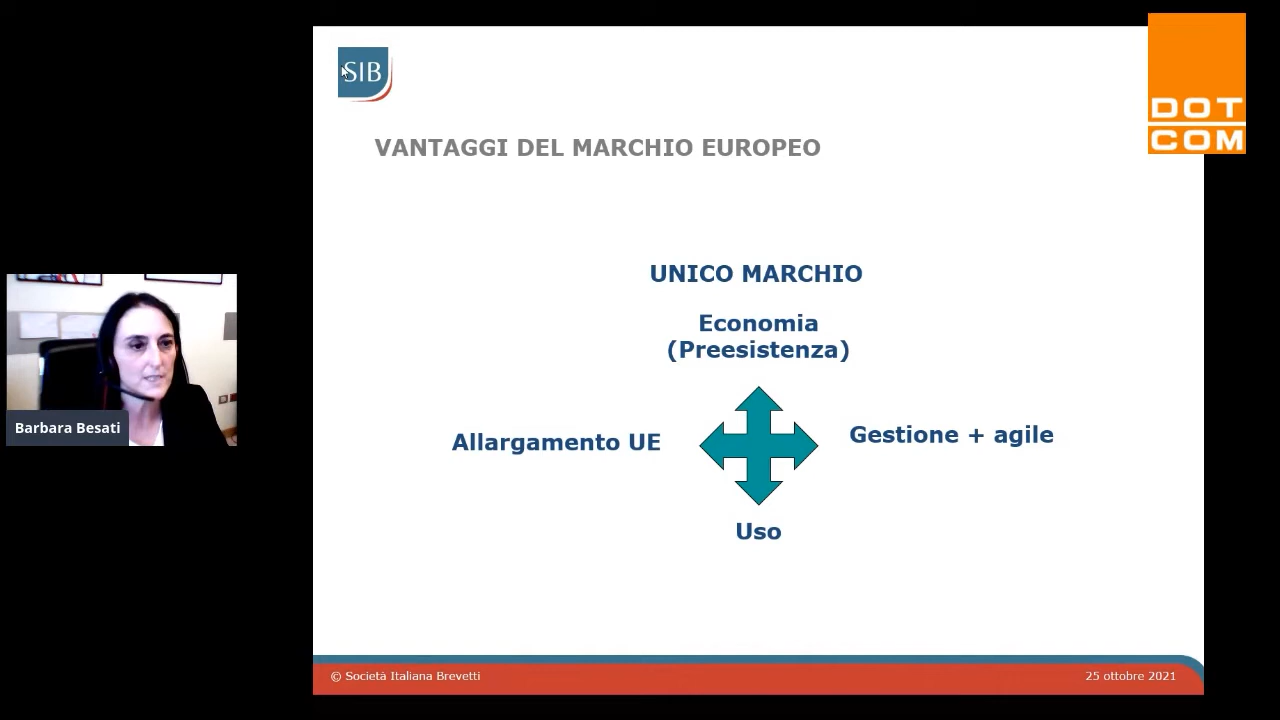 SIB
DOT
COM
VANTAGGI DEL MARCHIO EUROPEO
UNICO MARCHIO
Economia
(Preesistenza)
Allargamento UE
Gestione + agile
Uso
Barbara Besati
© Società Italiana Brevetti
25 ottobre 2021